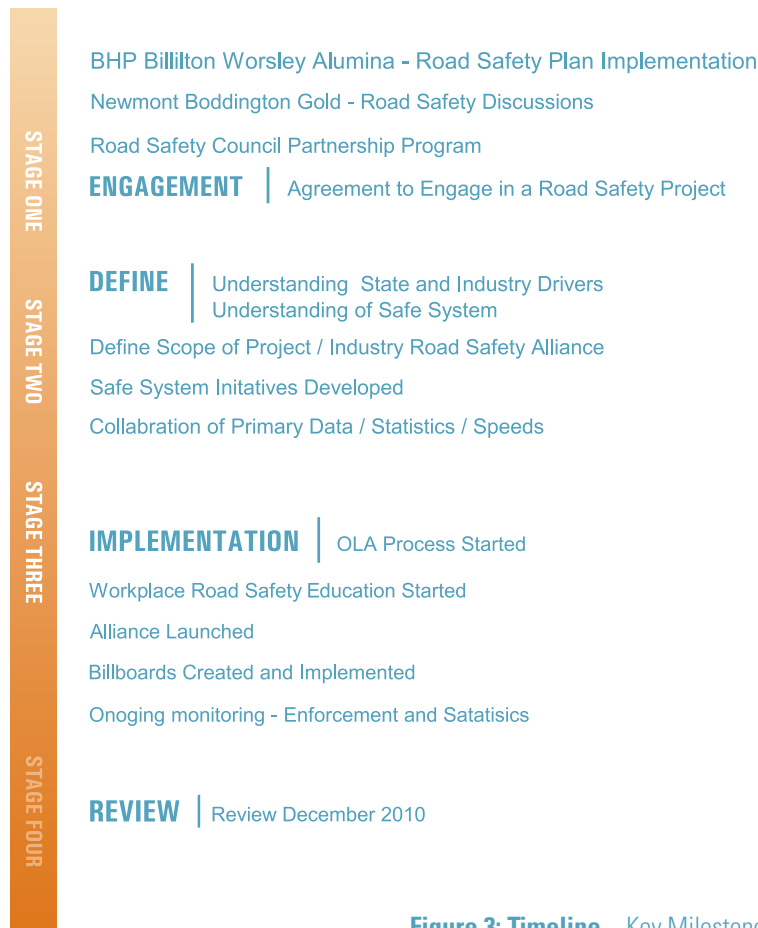 BHP Billilton Worsley Alumina - Road Safety Plan Implementation
Newmont Boddington Gold - Road Safety Discussions
Road Safety Council Partnership Program
STAGE ONE
ENGAGEMENT | Agreement to Engage in a Road Safety Project
DEFINE | Understanding State and Industry Drivers
Understanding of Safe System
STAGE TWO
Define Scope of Project / Industry Road Safety Alliance
Safe System Initatives Developed
Collabration of Primary Data / Statistics / Speeds
STAGE THREE
IMPLEMENTATION | OLA Process Started
Workplace Road Safety Education Started
Alliance Launched
Billboards Created and Implemented
Onoging monitoring - Enforcement and Satatisics
STAGE FOUR
REVIEW | Review December 2010
Figure 3: Timeline Key